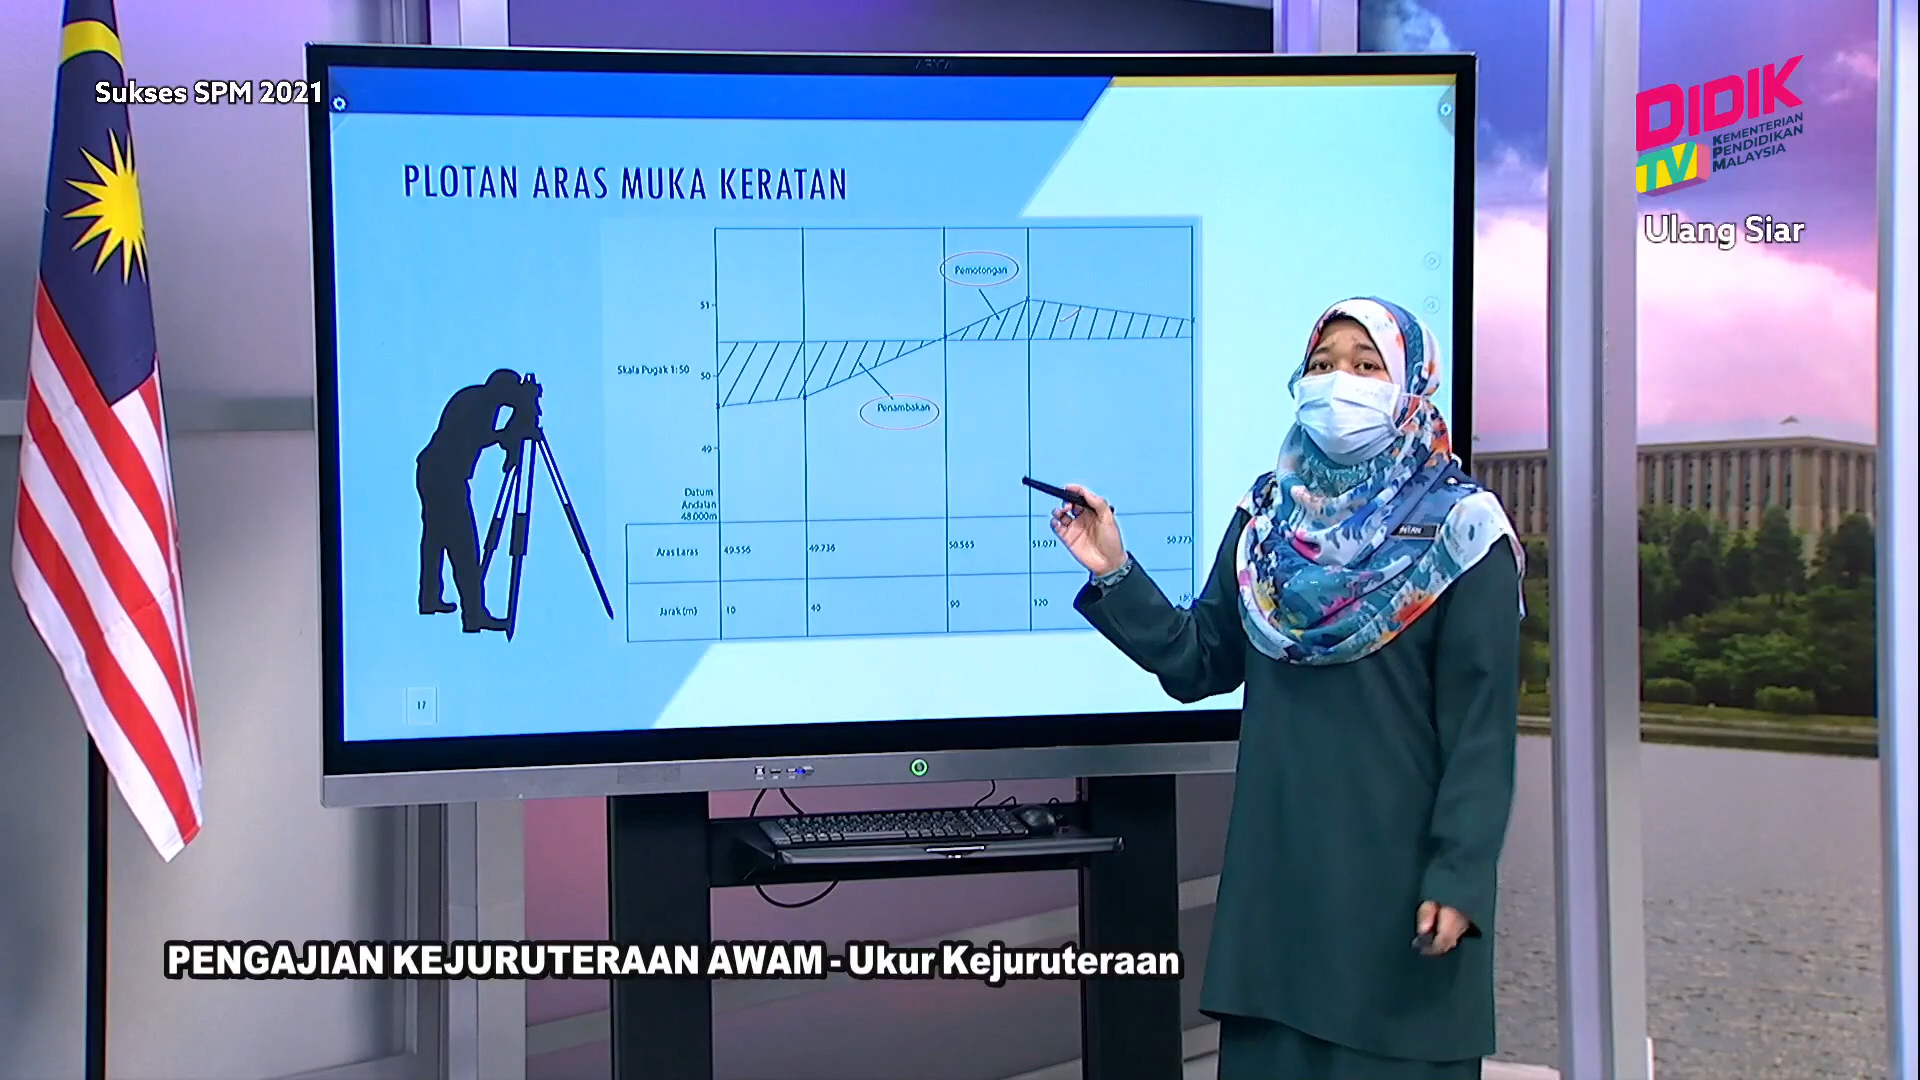 Sukses SPM 2021
DIDIK
TV
KEMENTERIAN
PENDIDIKAN
MALAYSIA
Ulang Siar
PLOTAN ARAS MUKA KERATAN
Pemotongan
51
Skala Pugak 1:50
50
Penambakan
49
Datum
Andalan
48.000m
Aras Laras 49.556 49.736 50.565 51.071 50.773
Jarak (m) 10 40 90 120
17
INTAN
PENGAJIAN KEJURUTERAAN AWAM - Ukur Kejuruteraan